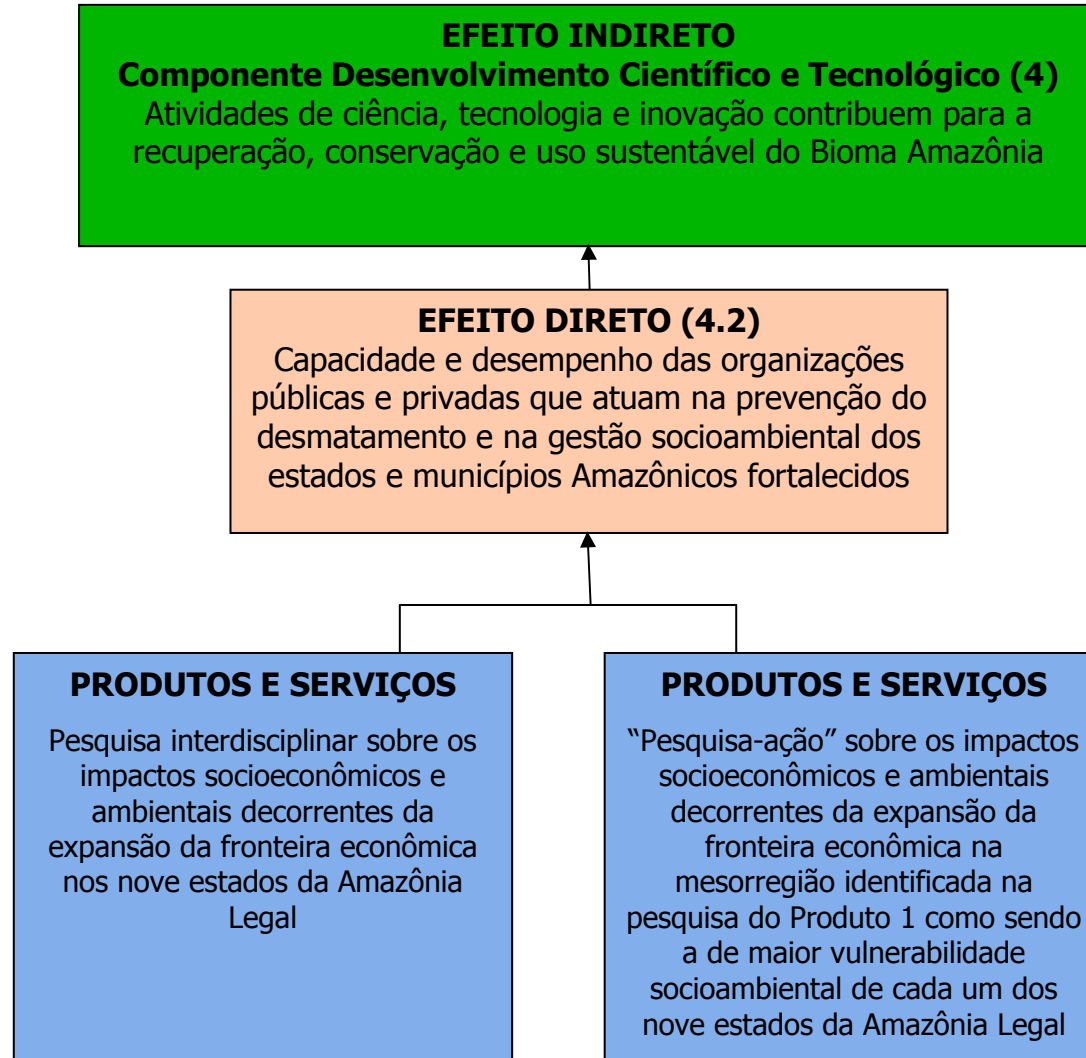 EFEITO INDIRETO
Componente Desenvolvimento Científico e Tecnológico (4)
Atividades de ciência, tecnologia e inovação contribuem para a
recuperação, conservação e uso sustentável do Bioma Amazônia
EFEITO DIRETO (4.2)
Capacidade e desempenho das organizações
públicas e privadas que atuam na prevenção do
desmatamento e na gestão socioambiental dos
estados e municípios Amazônicos fortalecidos
PRODUTOS E SERVIÇOS
Pesquisa interdisciplinar sobre os
impactos socioeconômicos e
ambientais decorrentes da
expansão da fronteira econômica
nos nove estados da Amazônia
Legal
PRODUTOS E SERVIÇOS
“Pesquisa-ação” sobre os impactos
socioeconômicos e ambientais
decorrentes da expansão da
fronteira econômica na
mesorregião identificada na
pesquisa do Produto 1 como sendo
a de maior vulnerabilidade
socioambiental de cada um dos
nove estados da Amazônia Legal